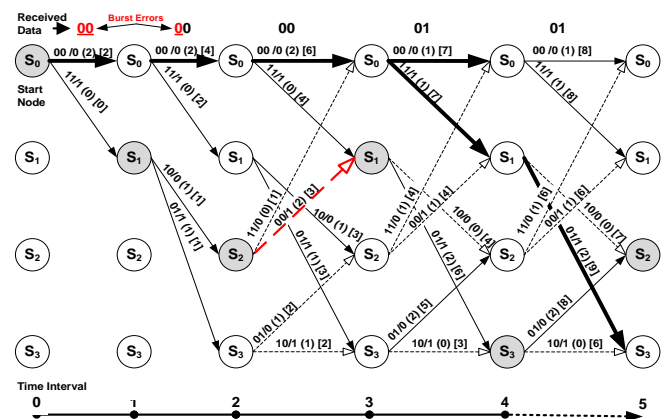 Received Data 00 Burst Errors 00 00 01 01
00/0 (2) [2] 00/0 (2) [4] 00/0 (2) [6] 00/0 (1) [7] 00/0 (1) [8]
S0 S0 S0 S0 S0 S0
Start Node
11/1 (0) [0] 11/1 (0) [2] 11/1 (0) [4] 11/1 (1) [7] 11/1 (1) [8]
S1 S1 S1 S1 S1 S1
10/0 (1) [1] 01/1 (1) [1] 11/0 (0) [1] 00/1 (2) [3] 10/0 (1) [3] 01/1 (1) [3] 11/0 (1) [4] 00/1 (1) [4] 10/0 (0) [4] 01/1 (2) [6] 11/0 (1) [6] 00/1 (1) [6] 10/0 (0) [7] 01/1 (2) [9]
S2 S2 S2 S2 S2 S2
01/0 (1) [2] 01/0 (2) [5] 01/0 (2) [8]
10/1 (1) [2] 10/1 (0) [3] 10/1 (0) [6]
S3 S3 S3 S3 S3 S3
Time Interval
0 1 2 3 4 5